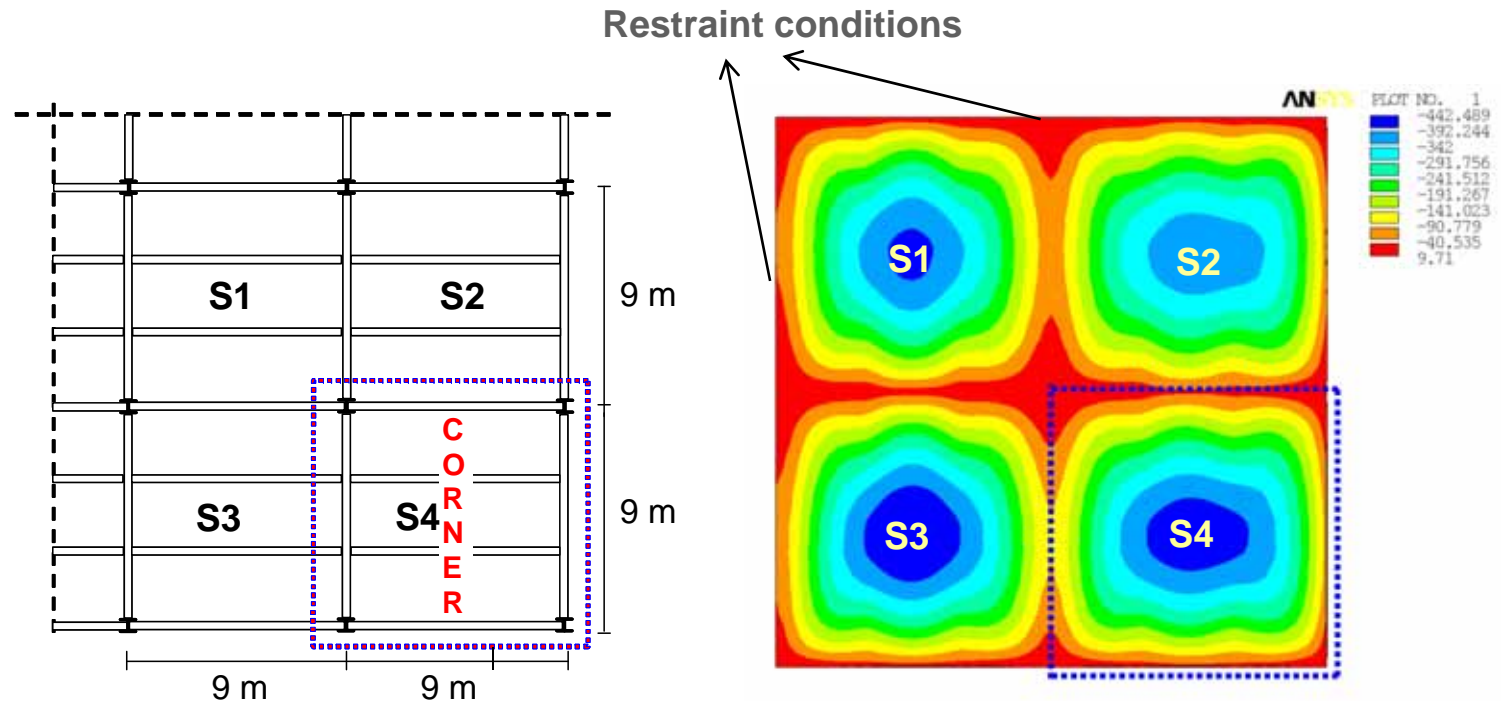 Restraint conditions
S1
S2
9 m
S3
S4
CORNER
9 m
9 m
9 m
ANSYS
PLOT NO. 1
-442.489
-392.244
-342
-291.756
-241.512
-191.267
-141.023
-90.779
-40.535
9.71
S1
S2
S3
S4